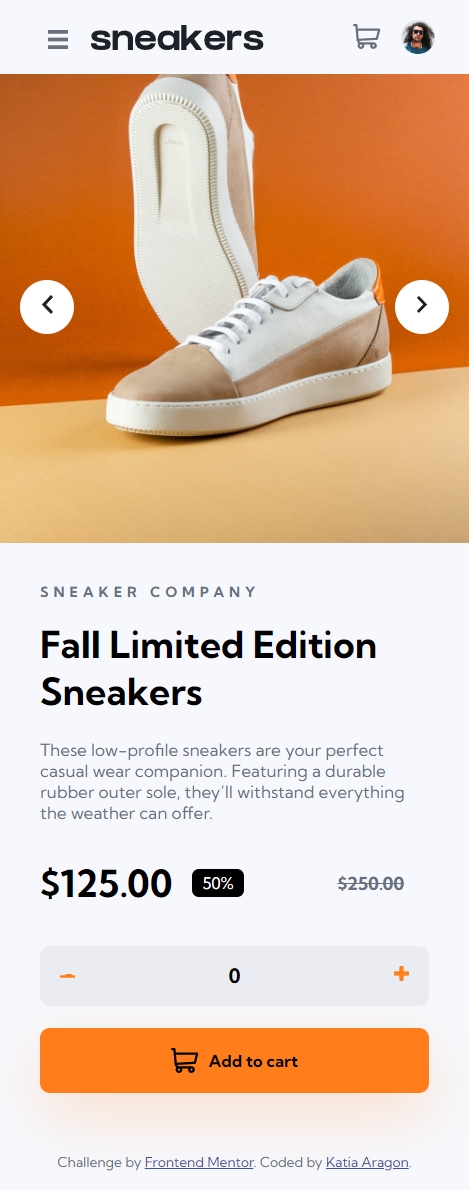 sneakers
SNEAKER COMPANY
Fall Limited Edition
Sneakers
These low-profile sneakers are your perfect
casual wear companion. Featuring a durable
rubber outer sole, they’ll withstand everything
the weather can offer.
$125.00 50% $250.00
0
Add to cart
Challenge by Frontend Mentor. Coded by Katia Aragon.